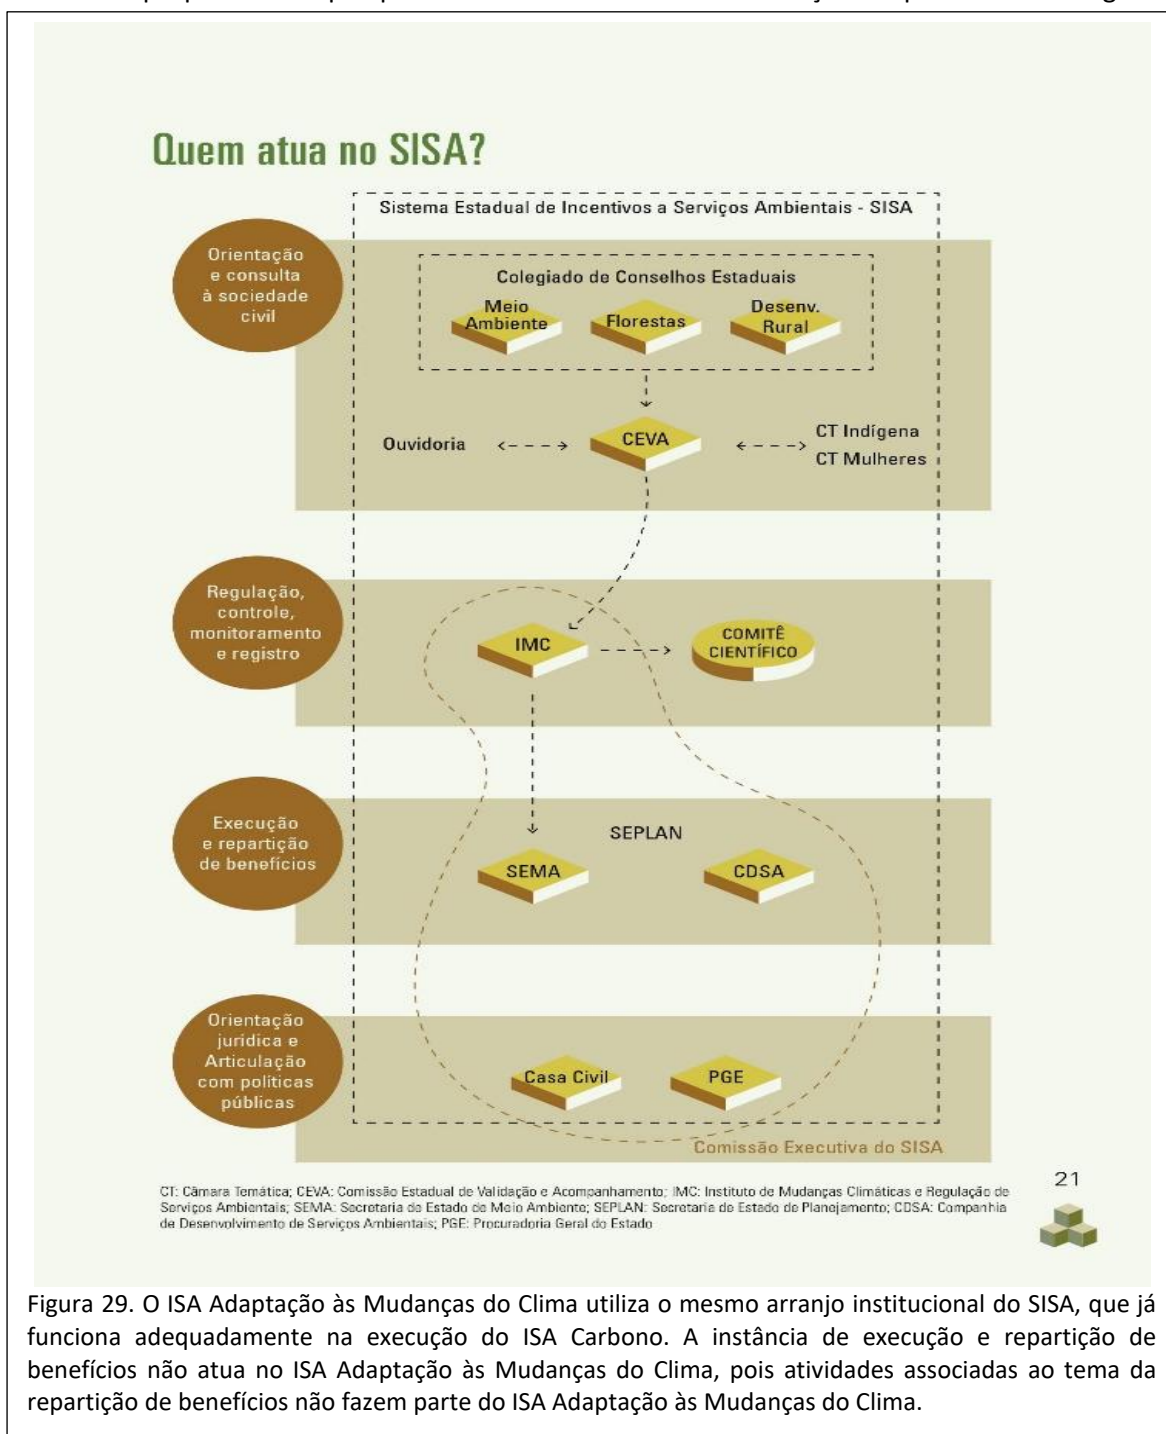 Quem atua no SISA?
Sistema Estadual de Incentivos a Serviços Ambientais - SISA
Orientação
e consulta
à sociedade
civil
Colegiado de Conselhos Estaduais
Meio
Ambiente
Florestas
Desenv.
Rural
Ouvidoria
CEVA
CT Indígena
CT Mulheres
Regulação,
controle,
monitoramento
e registro
IMC
COMITÊ
CIENTÍFICO
Execução
e repartição
de benefícios
SEPLAN
SEMA
CDSA
Orientação
jurídica e
Articulação
com políticas
públicas
Casa Civil
PGE
Comissão Executiva do SISA
CT: Câmara Temática; CEVA: Comissão Estadual de Validação e Acompanhamento; IMC: Instituto de Mudanças Climáticas e Regulação de
Serviços Ambientais; SEMA: Secretaria de Estado de Meio Ambiente; SEPLAN: Secretaria de Estado de Planejamento; CDSA: Companhia
de Desenvolvimento de Serviços Ambientais; PGE: Procuradoria Geral do Estado
21
Figura 29. O ISA Adaptação às Mudanças do Clima utiliza o mesmo arranjo institucional do SISA, que já
funciona adequadamente na execução do ISA Carbono. A instância de execução e repartição de
benefícios não atua no ISA Adaptação às Mudanças do Clima, pois atividades associadas ao tema da
repartição de benefícios não fazem parte do ISA Adaptação às Mudanças do Clima.